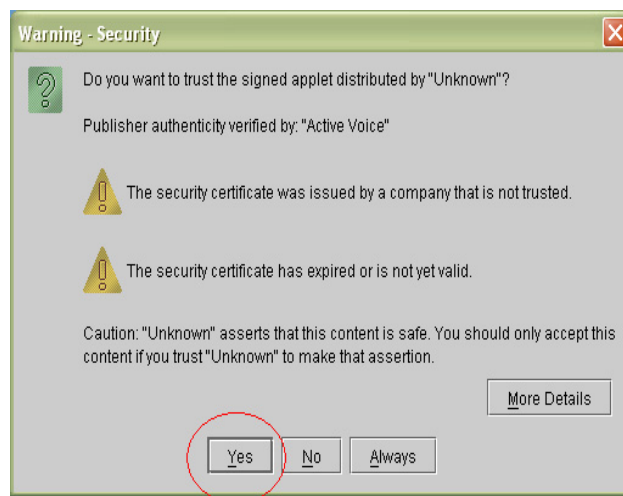 Warning - Security
Do you want to trust the signed applet distributed by "Unknown"?
Publisher authenticity verified by: "Active Voice"
The security certificate was issued by a company that is not trusted.
The security certificate has expired or is not yet valid.
Caution: "Unknown" asserts that this content is safe. You should only accept this
content if you trust "Unknown" to make that assertion.
More Details
Yes No Always